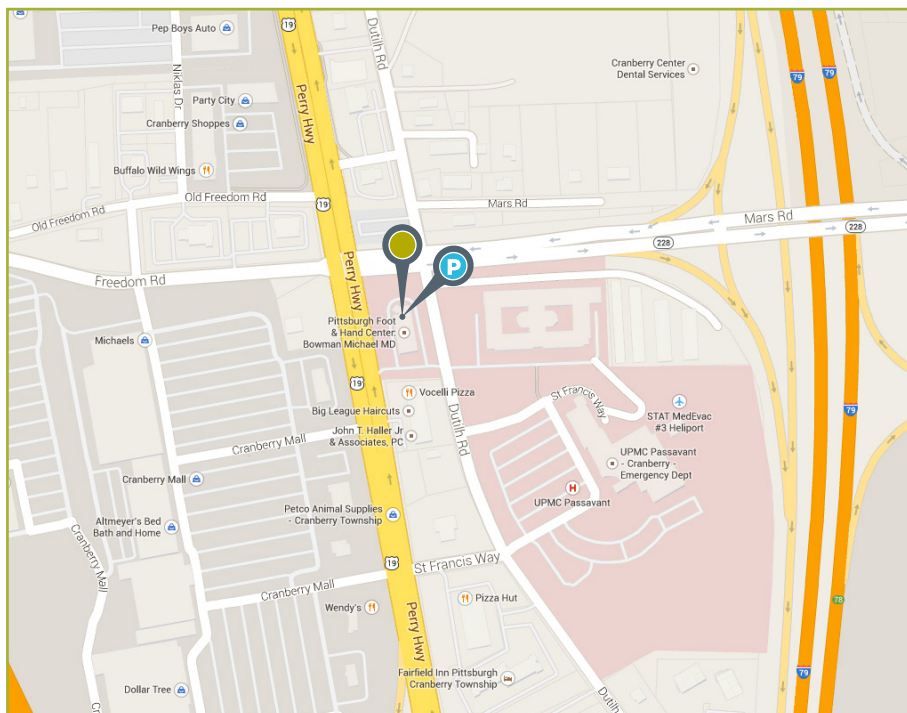 19
Pep Boys Auto
Dutilh Rd
Niklas Dr
Perry Hwy
Cranberry Center
Dental Services
79
79
Party City
Cranberry Shoppes
Buffalo Wild Wings
Old Freedom Rd
19
Mars Rd
Old Freedom Rd
Mars Rd
228
228
Freedom Rd
Perry Hwy
P
Pittsburgh Foot
& Hand Center:
Bowman Michael MD
Michaels
19
Vocelli Pizza
Big League Haircuts
St Francis Way
STAT MedEvac
#3 Heliport
79
John T. Haller Jr
& Associates, PC
Dutilh Rd
Cranberry Mall
UPMC Passavant
- Cranberry -
Emergency Dept
Cranberry Mall
H
UPMC Passavant
Petco Animal Supplies
- Cranberry Township
Altmeyer's Bed
Bath and Home
Cranberry Mall
19
St Francis Way
Cranberry Mall
Wendy's
Perry Hwy
Pizza Hut
78
Fairfield Inn Pittsburgh
Cranberry Township
79
Dollar Tree
Dutilh